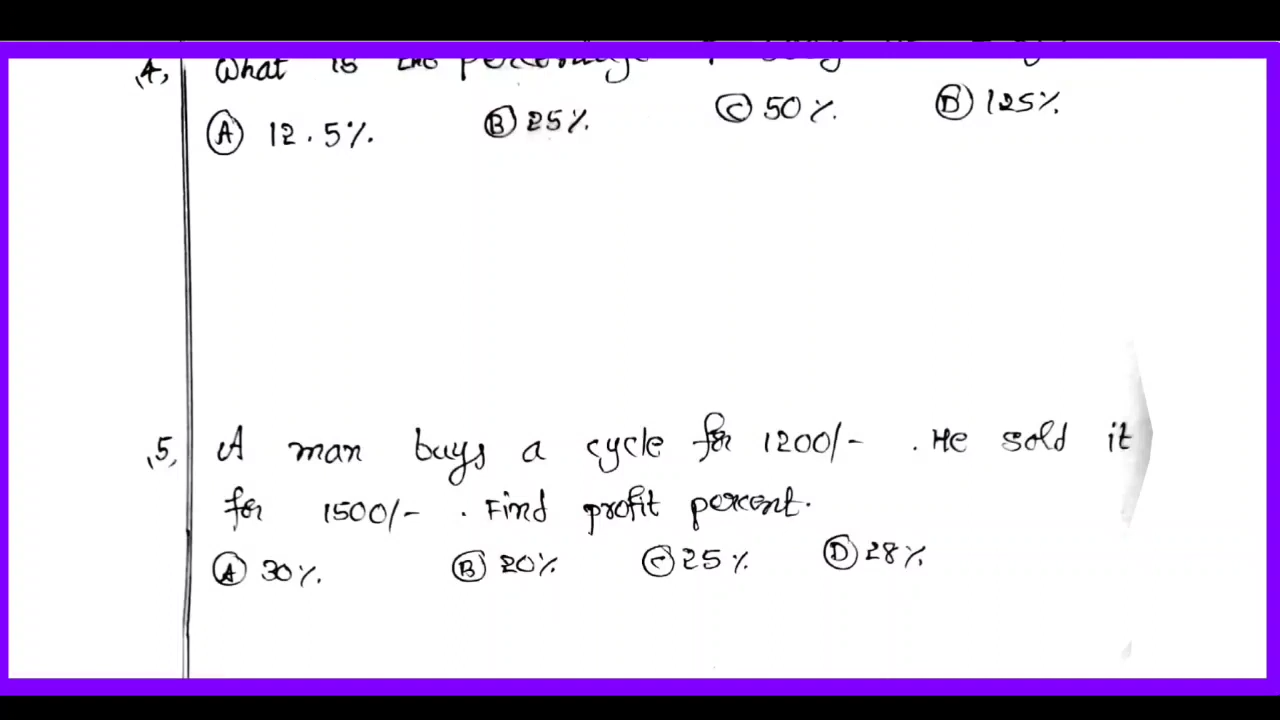 4, What is the percentage
A 12.5% B 25% C 50% D 125%
5, A man buys a cycle for 1200/- . He sold it
for 1500/- . Find profit percent.
A 30% B 20% C 25% D 28%